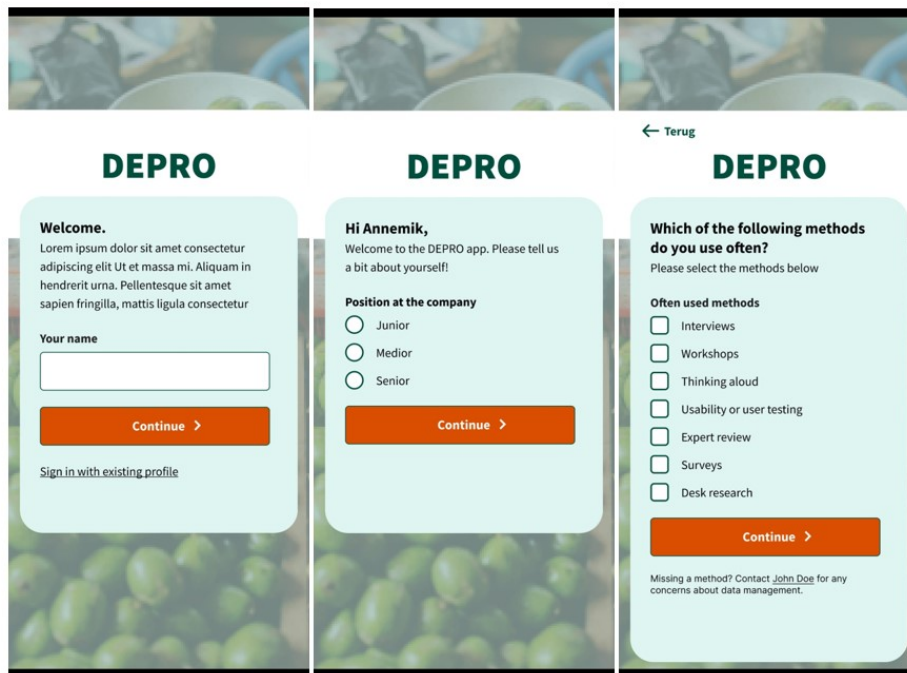 DEPRO
Welcome.
Lorem ipsum dolor sit amet consectetur
adipiscing elit Ut et massa mi. Aliquam in
hendrerit urna. Pellentesque sit amet
sapien fringilla, mattis ligula consectetur
Your name
Continue
Sign in with existing profile
DEPRO
Hi Annemik,
Welcome to the DEPRO app. Please tell us
a bit about yourself!
Position at the company
Junior
Medior
Senior
Continue
Terug
DEPRO
Which of the following methods
do you use often?
Please select the methods below
Often used methods
Interviews
Workshops
Thinking aloud
Usability or user testing
Expert review
Surveys
Desk research
Continue
Missing a method? Contact John Doe for any
concerns about data management.